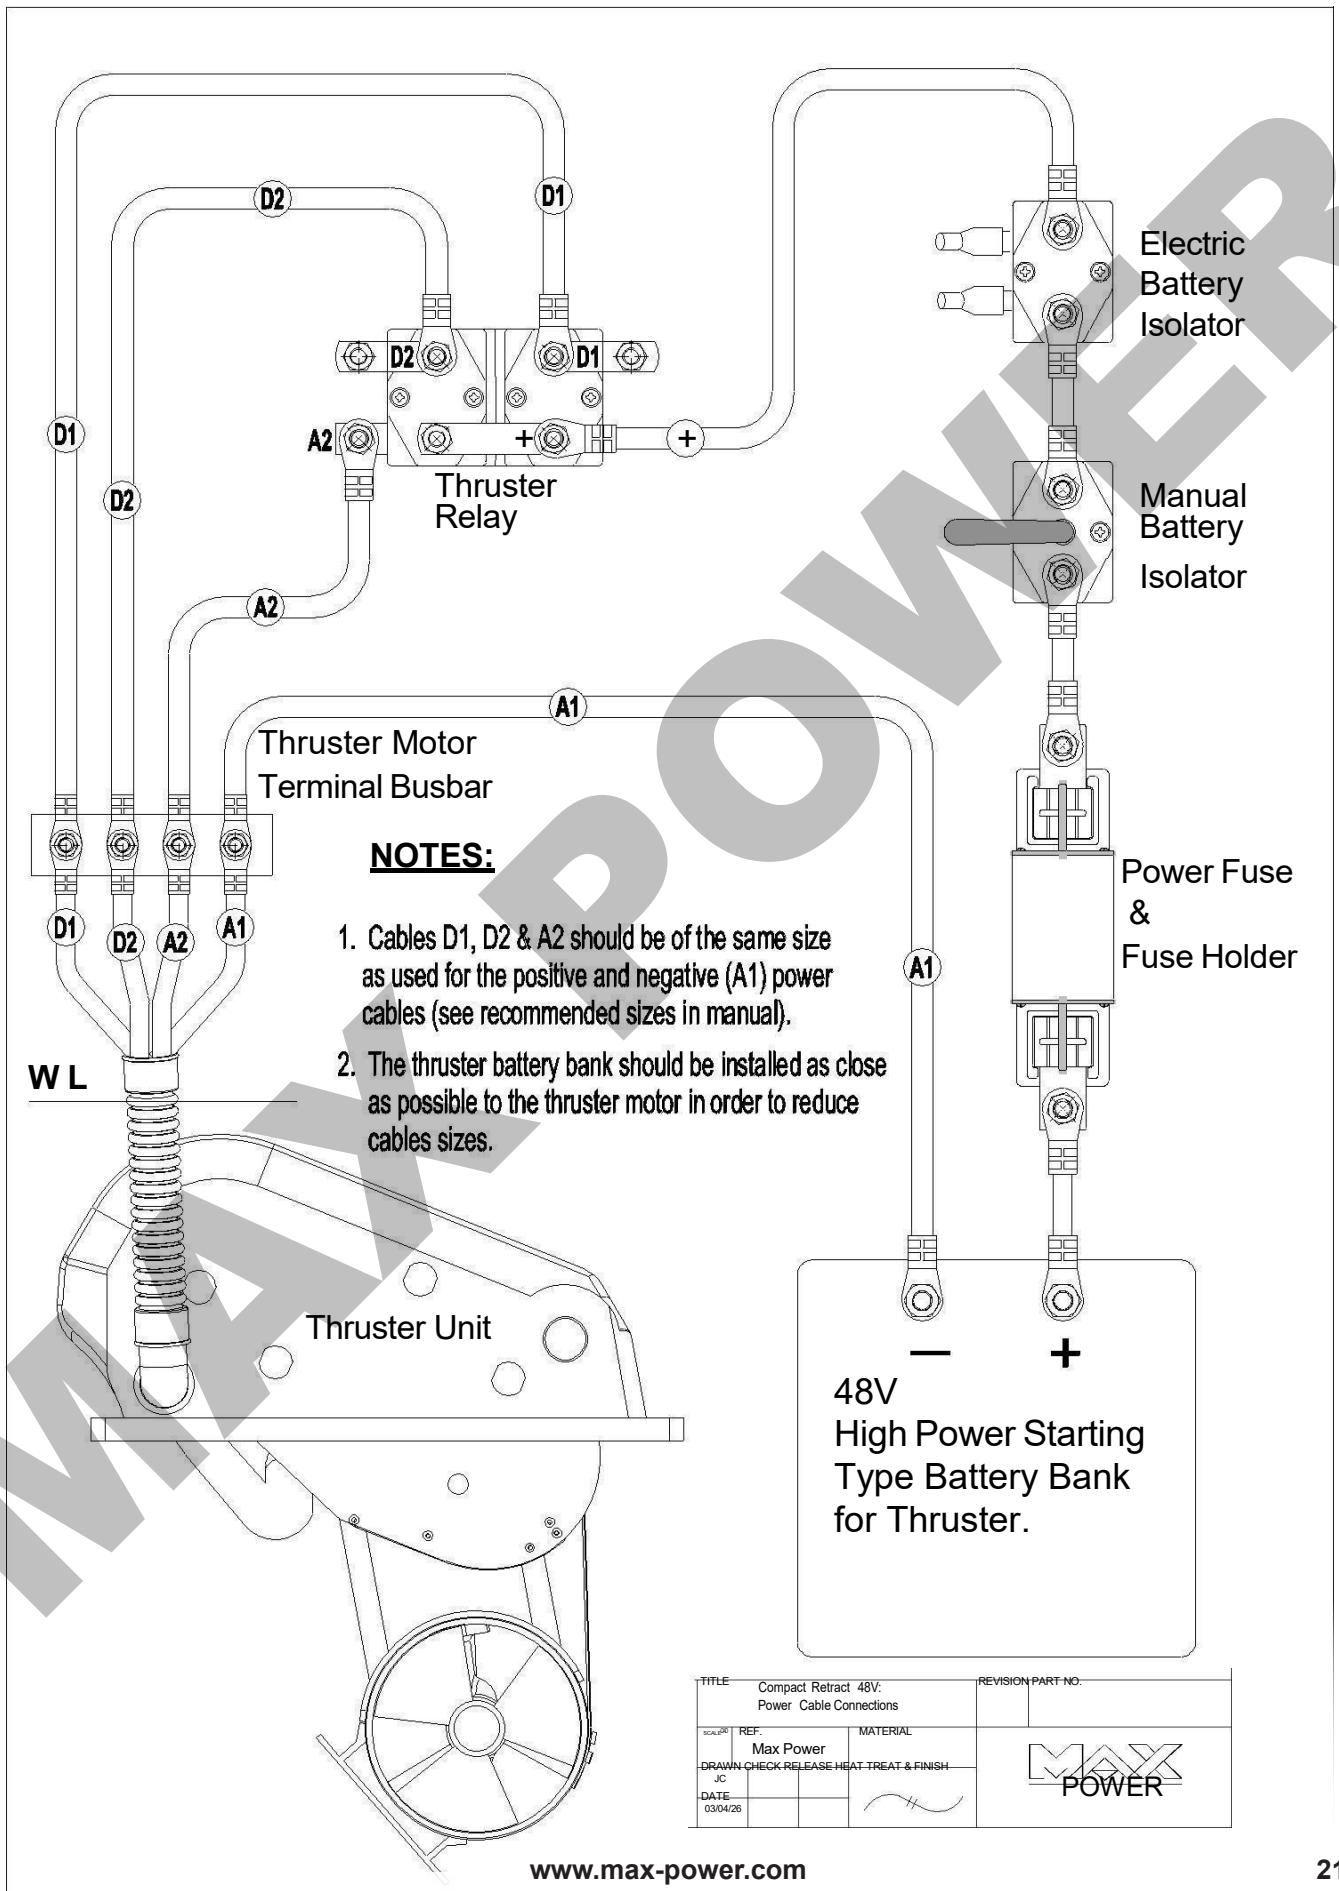 D1
D2
Electric
Battery
Isolator
D2
D1
D1
A2
+
+
D2
Thruster
Relay
Manual
Battery
Isolator
A2
A1
Thruster Motor
Terminal Busbar
NOTES:
Power Fuse
&
Fuse Holder
D1
D2
A2
A1
1. Cables D1, D2 & A2 should be of the same size
as used for the positive and negative (A1) power
cables (see recommended sizes in manual).
A1
2. The thruster battery bank should be installed as close
as possible to the thruster motor in order to reduce
cables sizes.
W L
Thruster Unit
— +
48V
High Power Starting
Type Battery Bank
for Thruster.
MAX POWER
TITLE
Compact Retract 48V:
Power Cable Connections
REVISION PART NO.
SCALE
REF.
Max Power
MATERIAL
DRAWN CHECK RELEASE HEAT TREAT & FINISH
JC
DATE
03/04/26
MAX
POWER
www.max-power.com
21